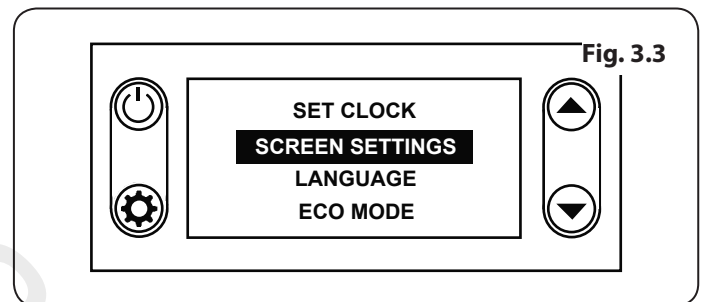 Fig. 3.3
SET CLOCK
SCREEN SETTINGS
LANGUAGE
ECO MODE